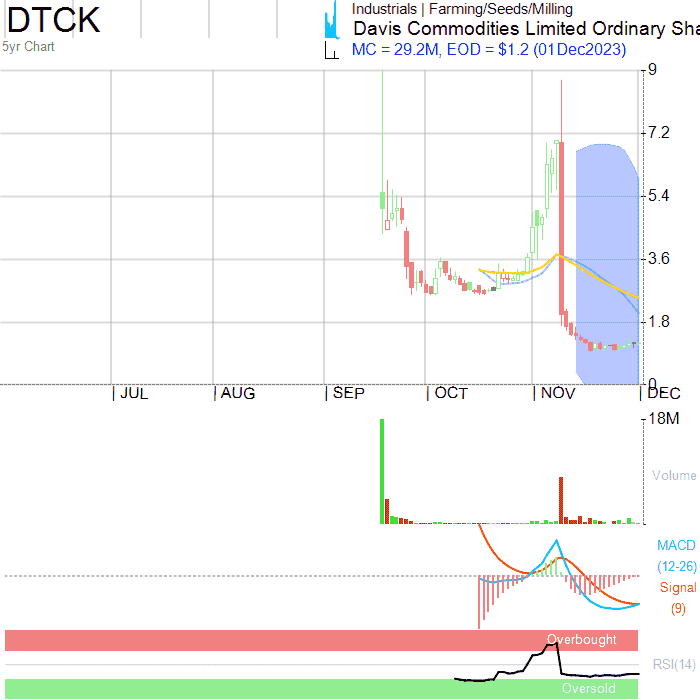 DTCK
5yr Chart
Industrials | Farming/Seeds/Milling
Davis Commodities Limited Ordinary Sha
MC = 29.2M, EOD = $1.2 (01Dec2023)
9
7.2
5.4
3.6
1.8
0
JUL
AUG
SEP
OCT
NOV
DEC
18M
Volume
MACD
(12-26)
Signal
(9)
Overbought
RSI(14)
Oversold